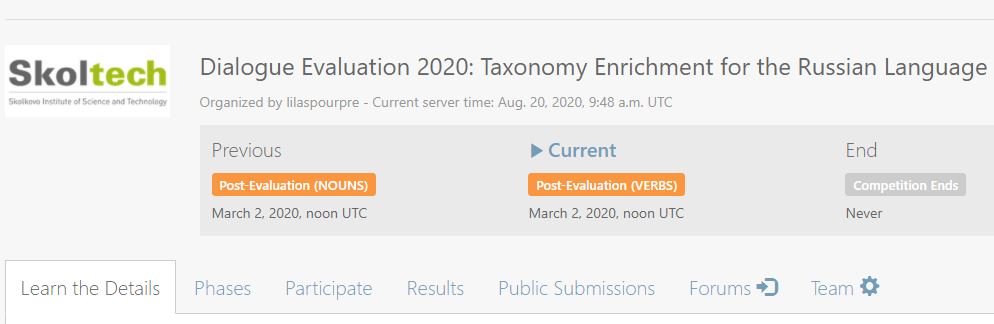 Skoltech
Skolkovo Institute of Science and Technology
Dialogue Evaluation 2020: Taxonomy Enrichment for the Russian Language
Organized by lilaspourpre - Current server time: Aug. 20, 2020, 9:48 a.m. UTC
Previous Current End
Post-Evaluation (NOUNS) Post-Evaluation (VERBS) Competition Ends
March 2, 2020, noon UTC March 2, 2020, noon UTC Never
Learn the Details Phases Participate Results Public Submissions Forums Team